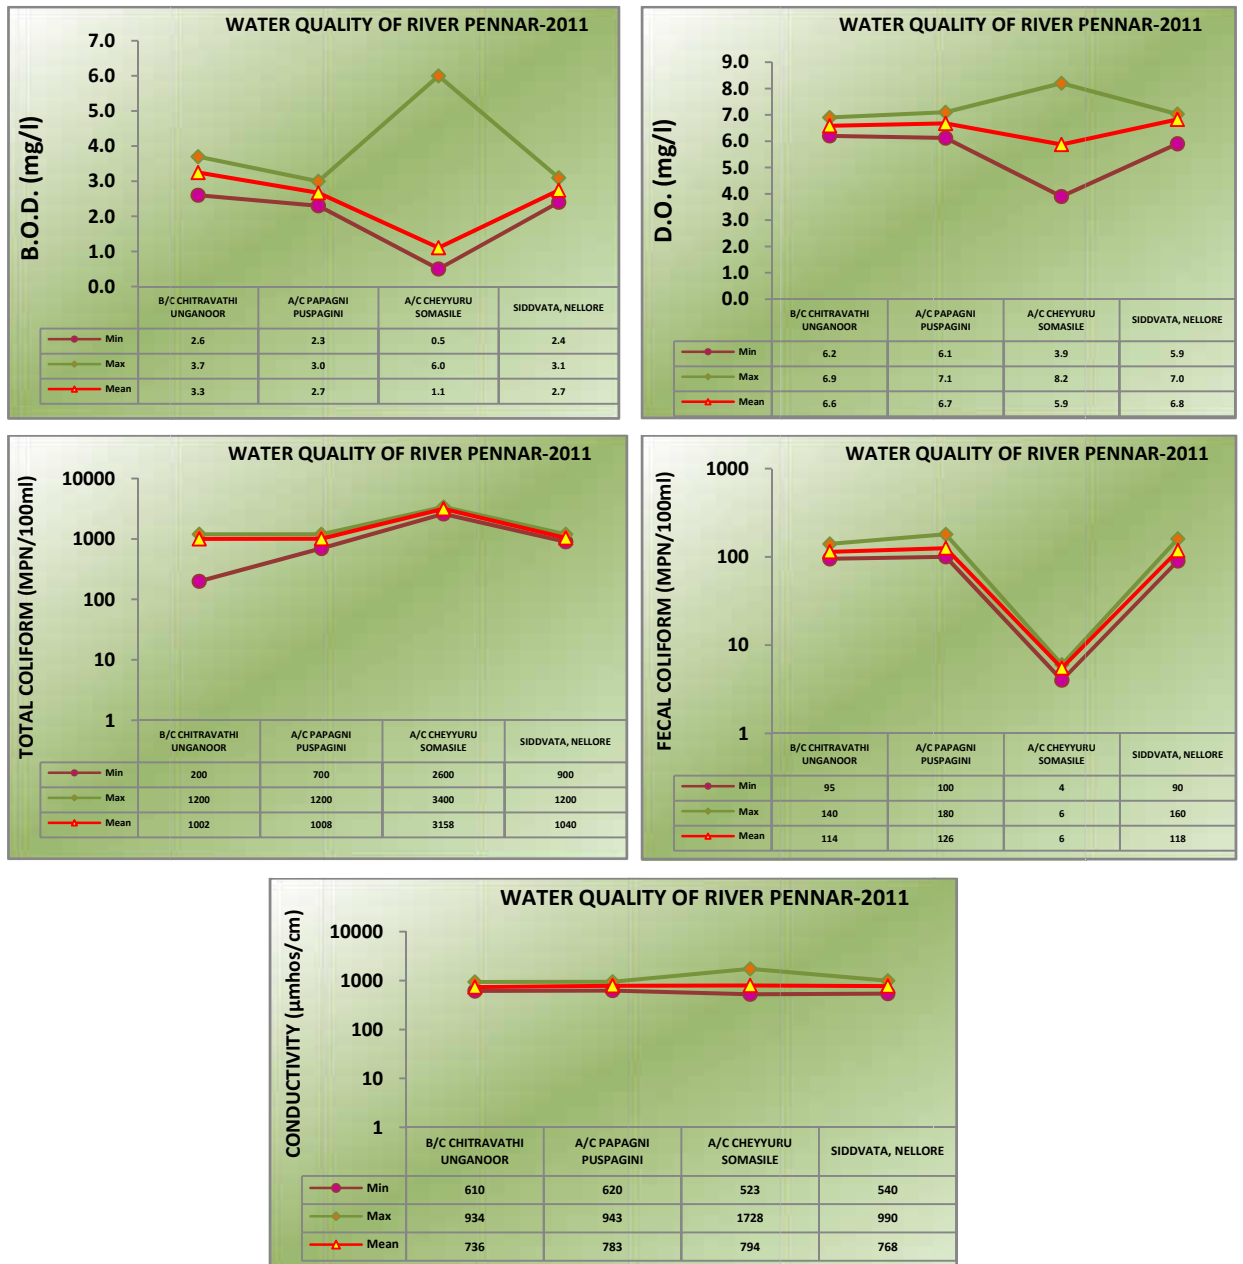 WATER QUALITY OF RIVER PENNAR-2011
B.O.D. (mg/l)
7.0
6.0
5.0
4.0
3.0
2.0
1.0
0.0
B/C CHITRAVATHI UNGANOOR A/C PAPAGNI PUSPAGINI A/C CHEYYURU SOMASILE SIDDVATA, NELLORE
Min 2.6 2.3 0.5 2.4
Max 3.7 3.0 6.0 3.1
Mean 3.3 2.7 1.1 2.7
WATER QUALITY OF RIVER PENNAR-2011
D.O. (mg/l)
9.0
8.0
7.0
6.0
5.0
4.0
3.0
2.0
1.0
0.0
B/C CHITRAVATHI UNGANOOR A/C PAPAGNI PUSPAGINI A/C CHEYYURU SOMASILE SIDDVATA, NELLORE
Min 6.2 6.1 3.9 5.9
Max 6.9 7.1 8.2 7.0
Mean 6.6 6.7 5.9 6.8
WATER QUALITY OF RIVER PENNAR-2011
TOTAL COLIFORM (MPN/100ml)
10000
1000
100
10
1
B/C CHITRAVATHI UNGANOOR A/C PAPAGNI PUSPAGINI A/C CHEYYURU SOMASILE SIDDVATA, NELLORE
Min 200 700 2600 900
Max 1200 1200 3400 1200
Mean 1002 1008 3158 1040
WATER QUALITY OF RIVER PENNAR-2011
FECAL COLIFORM (MPN/100ml)
1000
100
10
1
B/C CHITRAVATHI UNGANOOR A/C PAPAGNI PUSPAGINI A/C CHEYYURU SOMASILE SIDDVATA, NELLORE
Min 95 100 4 90
Max 140 180 6 160
Mean 114 126 6 118
WATER QUALITY OF RIVER PENNAR-2011
CONDUCTIVITY (µmhos/cm)
10000
1000
100
10
1
B/C CHITRAVATHI UNGANOOR A/C PAPAGNI PUSPAGINI A/C CHEYYURU SOMASILE SIDDVATA, NELLORE
Min 610 620 523 540
Max 934 943 1728 990
Mean 736 783 794 768